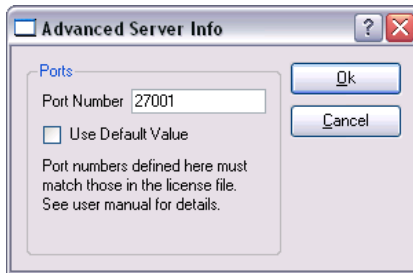 Advanced Server Info
Ports
Port Number 27001
Use Default Value
Port numbers defined here must
match those in the license file.
See user manual for details.
Ok
Cancel